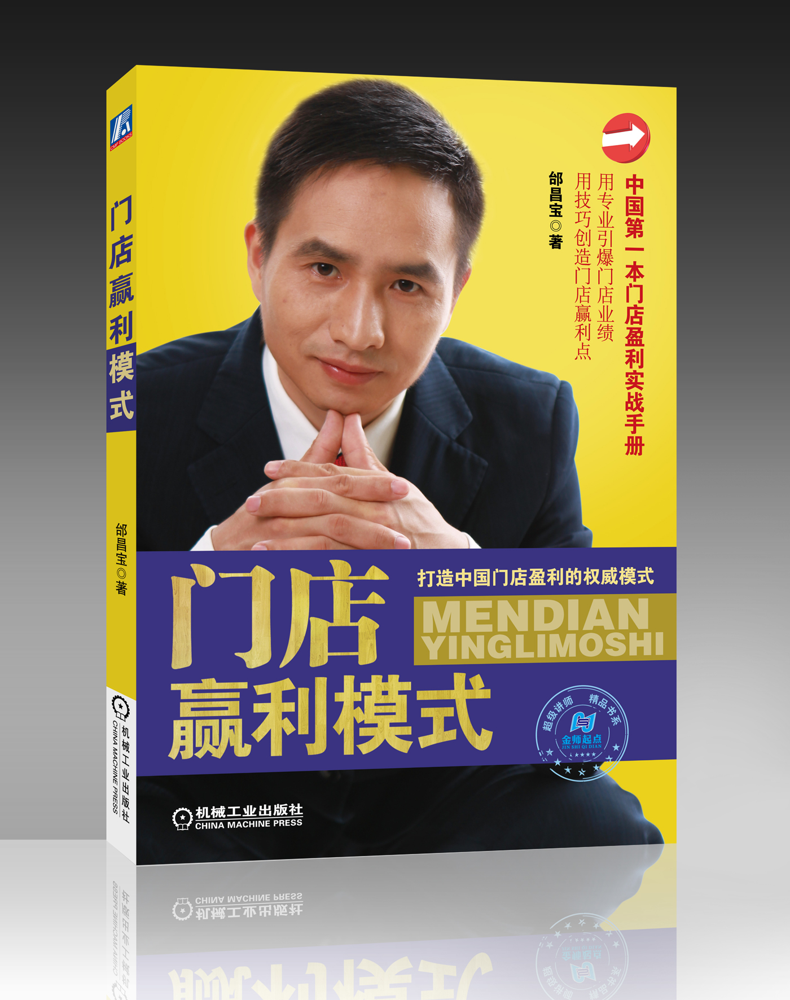 CMP BOOKS
门店赢利模式
邰昌宝◎著
机械工业出版社
CHINA MACHINE PRESS
中国第一本门店盈利实战手册
用专业引爆门店业绩
用技巧创造门店赢利点
邰昌宝◎著
打造中国门店盈利的权威模式
MENDIAN
YINGLIMOSHI
门店
赢利模式
超级讲师 精品书系
金师起点
JIN SHI QI DIAN
机械工业出版社
CHINA MACHINE PRESS